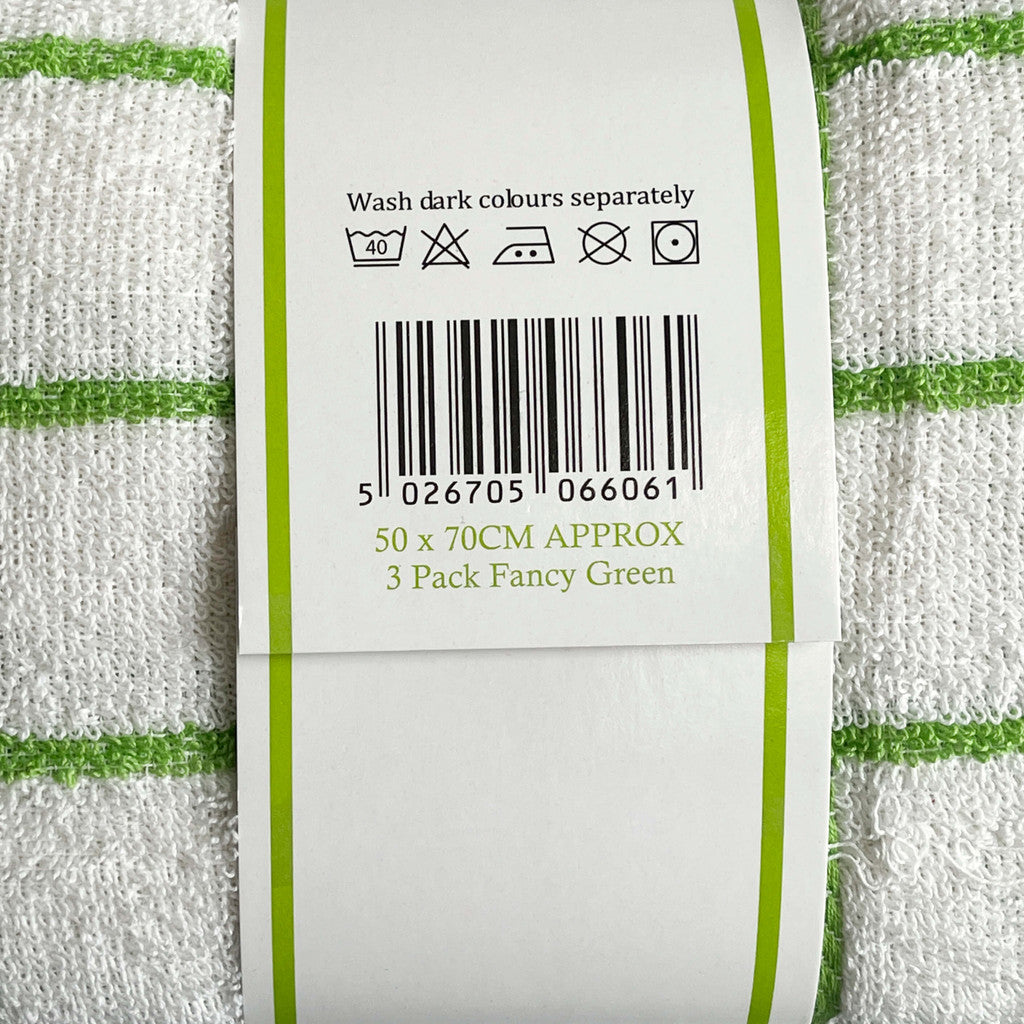 Wash dark colours separately
40
5 026705 066061
50 x 70CM APPROX
3 Pack Fancy Green